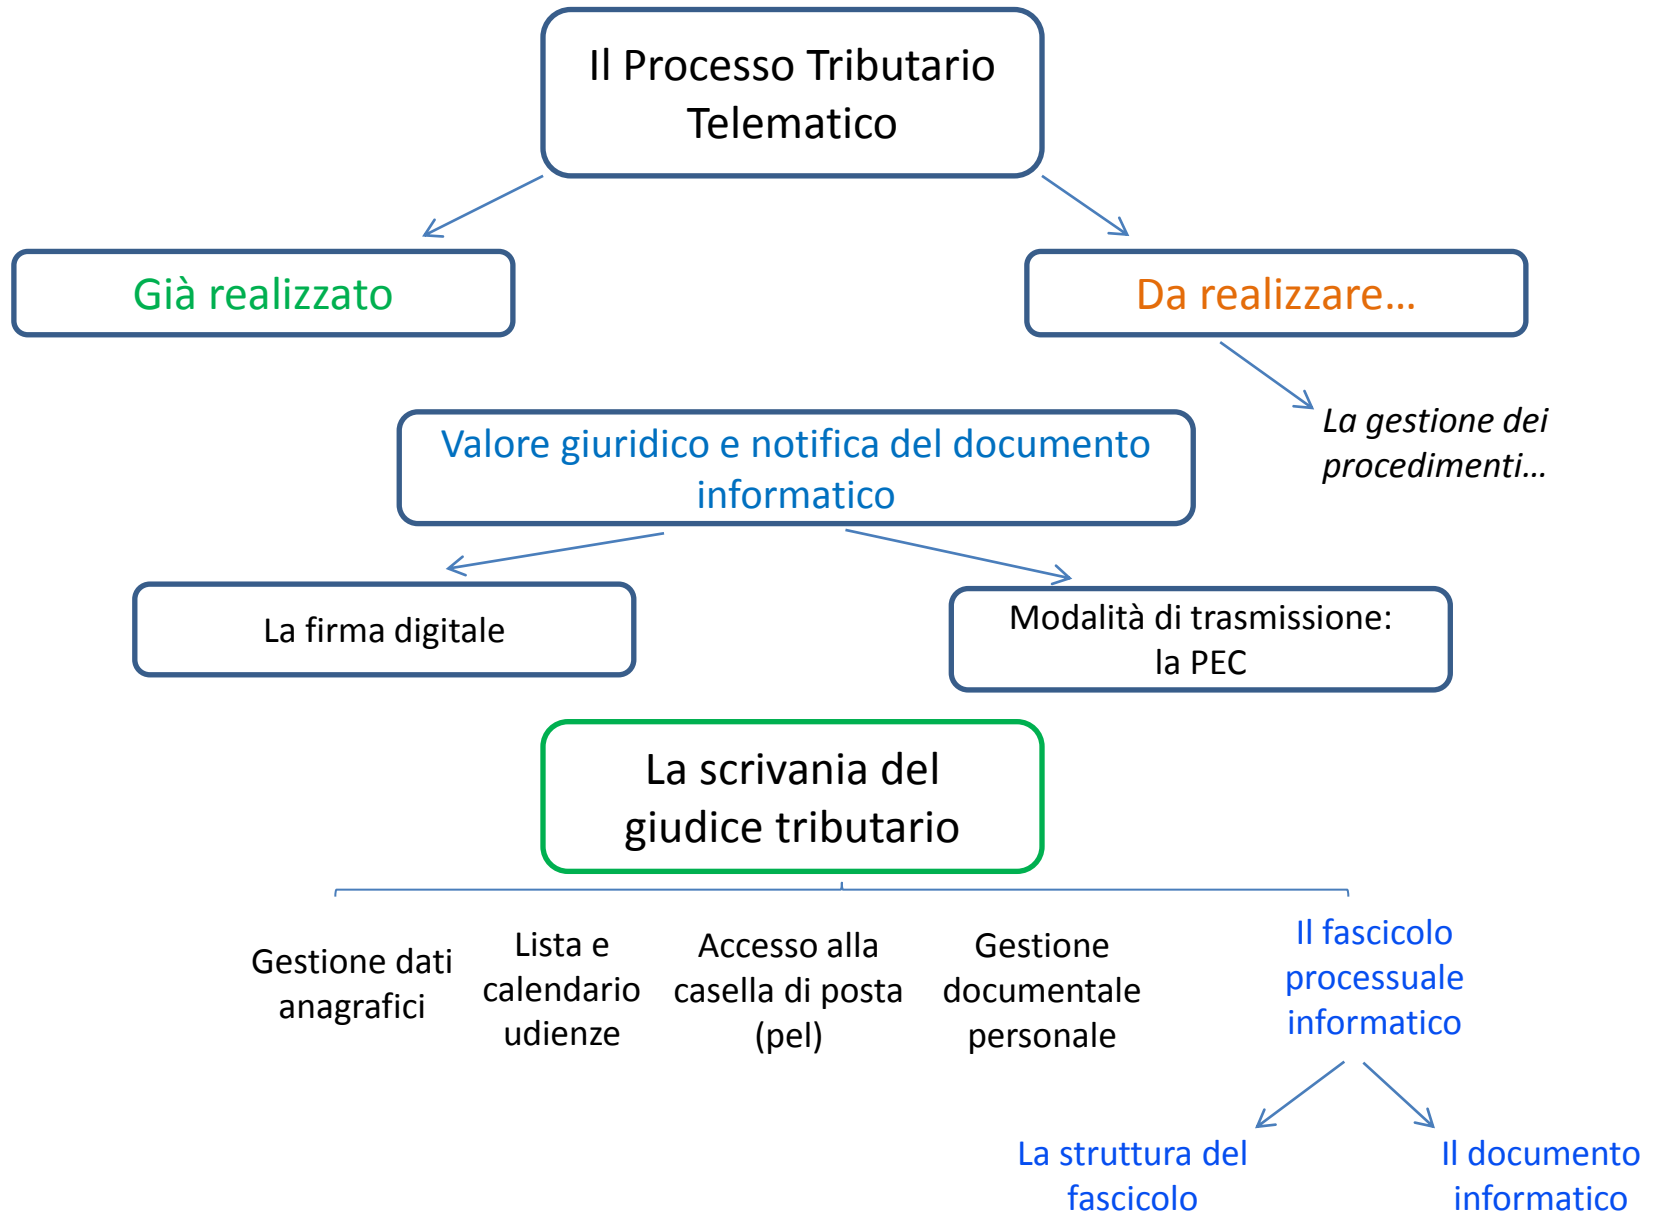 Il Processo Tributario
Telematico
Già realizzato
Da realizzare...
La gestione dei
procedimenti...
Valore giuridico e notifica del documento
informatico
La firma digitale
Modalità di trasmissione:
la PEC
La scrivania del
giudice tributario
Gestione dati
anagrafici
Lista e
calendario
udienze
Accesso alla
casella di posta
(pel)
Gestione
documentale
personale
Il fascicolo
processuale
informatico
La struttura del
fascicolo
Il documento
informatico